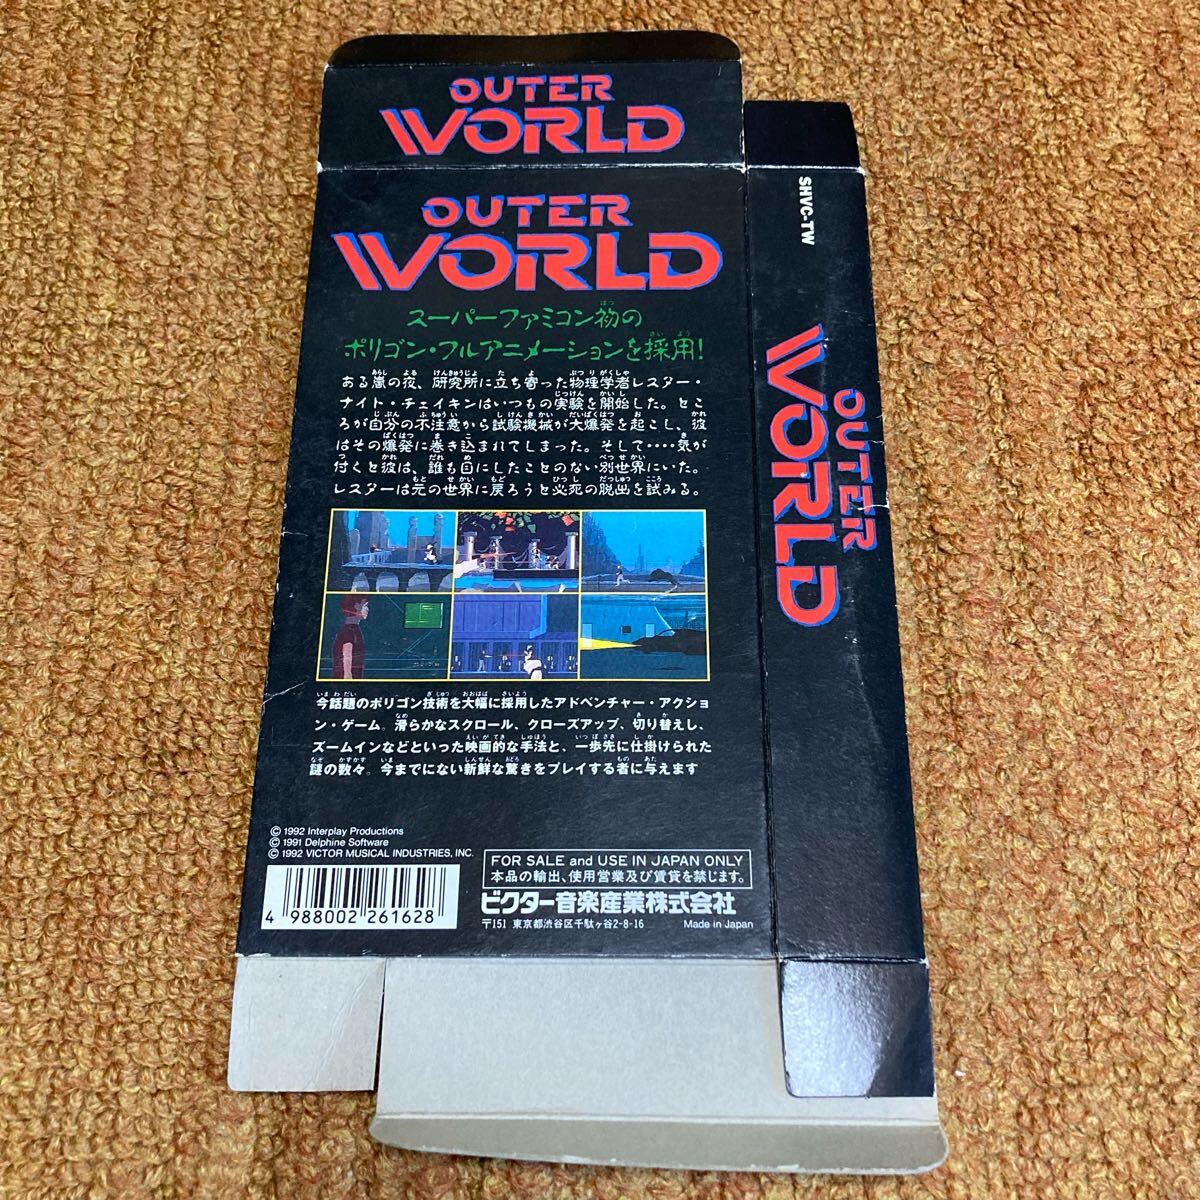 OUTER
WORLD
OUTER
WORLD
スーパーファミコン初の
ポリゴン・フルアニメーションを採用!
ある嵐の夜、研究所に立ち寄った物理学者レスター・
ナイト・チェイキンはいつもの実験を開始した。とこ
ろが自分の不注意から試験機械が大爆発を起こし、彼
はその爆発に巻き込まれてしまった。そして‥‥気が
付くと彼は、誰も目にしたことのない別世界にいた。
レスターは元の世界に戻ろうと必死の脱出を試みる。
今話題のポリゴン技術を大幅に採用したアドベンチャー・アクショ
ン・ゲーム。滑らかなスクロール、クローズアップ、切り替えし、
ズームインなどといった映画的な手法と、一歩先に仕掛けられた
謎の数々。今までにない新鮮な驚きをプレイする者に与えます
© 1992 Interplay Productions
© 1991 Delphine Software
© 1992 VICTOR MUSICAL INDUSTRIES, INC.
4 988002 261628
FOR SALE and USE IN JAPAN ONLY
本品の輸出、使用営業及び賃貸を禁じます。
ビクター音楽産業株式会社
〒151 東京都渋谷区千駄ヶ谷2-8-16
Made in Japan
SHVC-TW
OUTER
WORLD